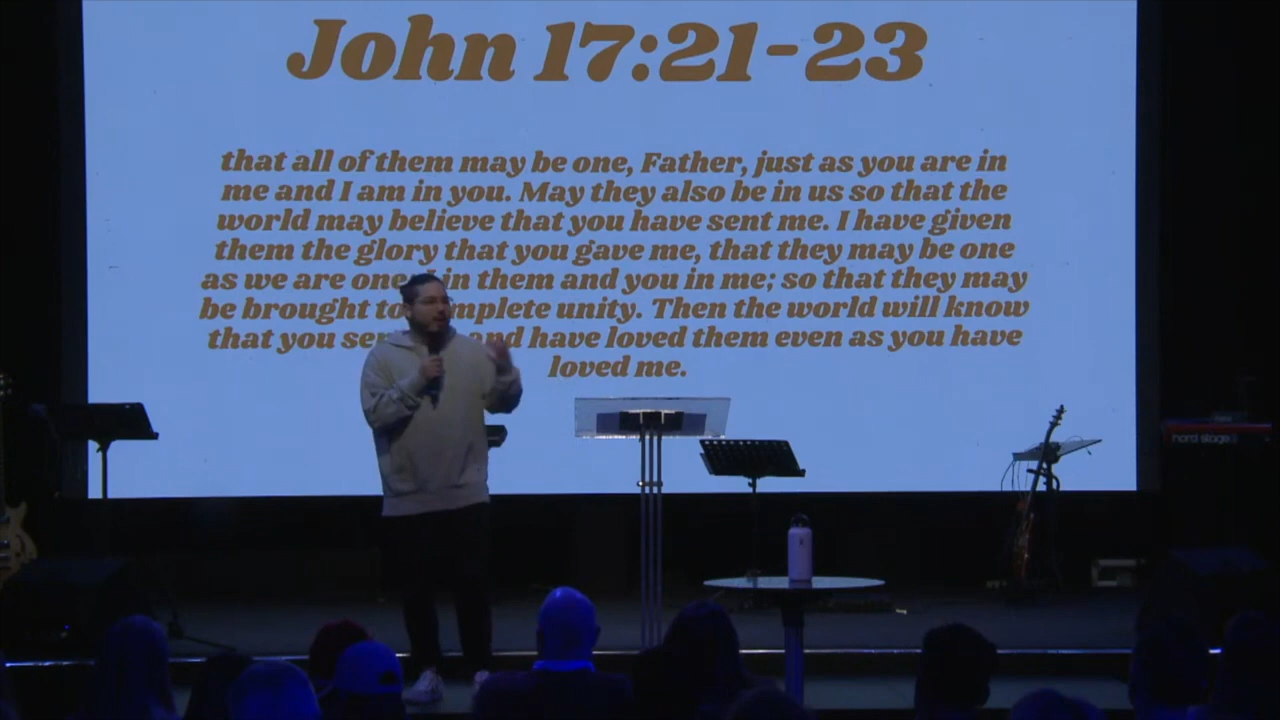 John 17:21-23
that all of them may be one, Father, just as you are in
me and I am in you. May they also be in us so that the
world may believe that you have sent me. I have given
them the glory that you gave me, that they may be one
as we are one in them and you in me; so that they may
be brought to unity. Then the world will know
that you and have loved them even as you have
loved me.
nord stage